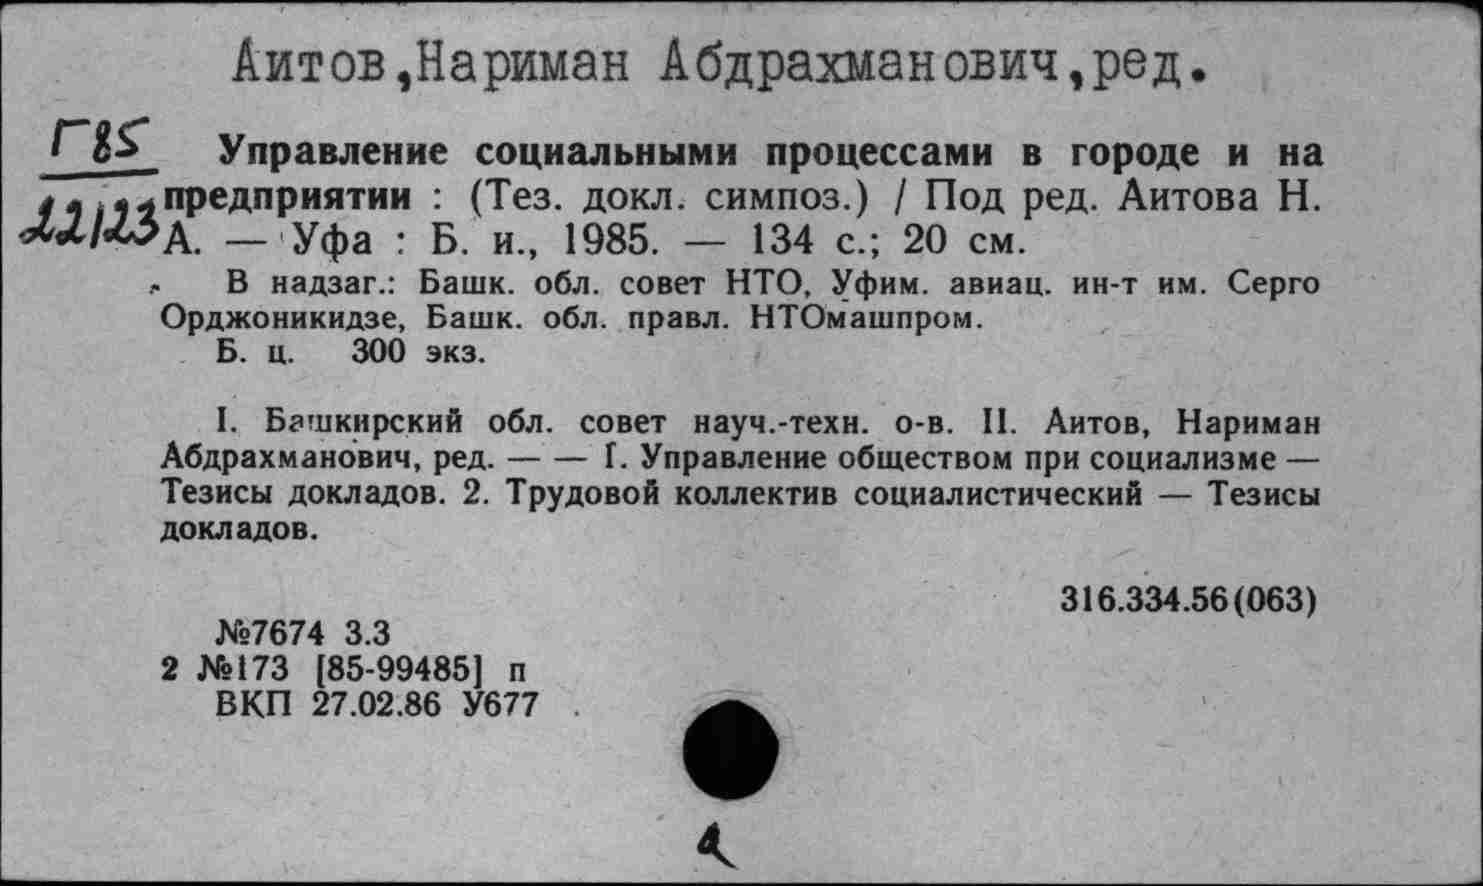 Аитов,Нариман Абдрахманович,ред.
Г85
22123
Управление социальными процессами в городе и на
предприятии : (Тез. докл. симпоз.) / Под ред. Аитова Н.
А. — Уфа : Б. и., 1985. — 134 с.; 20 см.
В надзаг.: Башк. обл. совет НТО, Уфим. авиац. ин-т им. Серго
Орджоникидзе, Башк. обл. правл. НТОмашпром.
Б. ц. 300 экз.
I. Башкирский обл. совет науч.-техн. о-в. II. Аитов, Нариман
Абдрахманович, ред. — — 1. Управление обществом при социализме —
Тезисы докладов. 2. Трудовой коллектив социалистический — Тезисы
докладов.
316.334.56(063)
№7674 3.3
2 №173 [85-99485] п
ВКП 27.02.86 У677